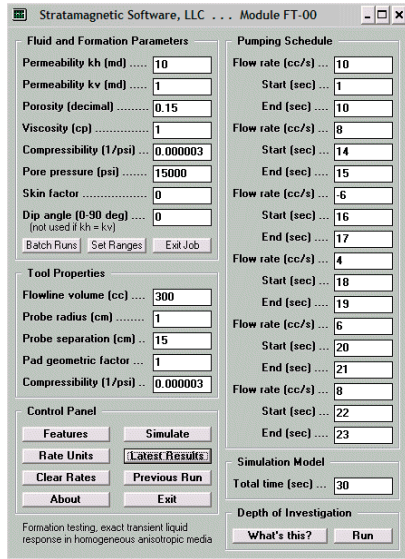 Stratamagnetic Software, LLC . . . Module FT-00
Fluid and Formation Parameters
Permeability kh (md) ..... 10
Permeability kv (md) ..... 1
Porosity (decimal) ......... 0.15
Viscosity (cp) ............... 1
Compressibility (1/psi) .... 0.000003
Pore pressure (psi) ........ 15000
Skin factor .................. 0
Dip angle (0-90 deg) .... 0
(not used if kh = kv)
Batch Runs Set Ranges Exit Job
Tool Properties
Flowline volume (cc) .... 300
Probe radius (cm) ........ 1
Probe separation (cm) .. 15
Pad geometric factor ... 1
Compressibility (1/psi) .. 0.000003
Control Panel
Features Simulate
Rate Units Latest Results
Clear Rates Previous Run
About Exit
Formation testing, exact transient liquid
response in homogeneous anisotropic media
Pumping Schedule
Flow rate (cc/s) ... 10
Start (sec) ... 1
End (sec) .... 10
Flow rate (cc/s) ... 8
Start (sec) ... 14
End (sec) .... 15
Flow rate (cc/s) ... -6
Start (sec) ... 16
End (sec) .... 17
Flow rate (cc/s) ... 4
Start (sec) ... 18
End (sec) .... 19
Flow rate (cc/s) ... 6
Start (sec) ... 20
End (sec) .... 21
Flow rate (cc/s) ... 8
Start (sec) ... 22
End (sec) .... 23
Simulation Model
Total time (sec) ... 30
Depth of Investigation
What's this? Run